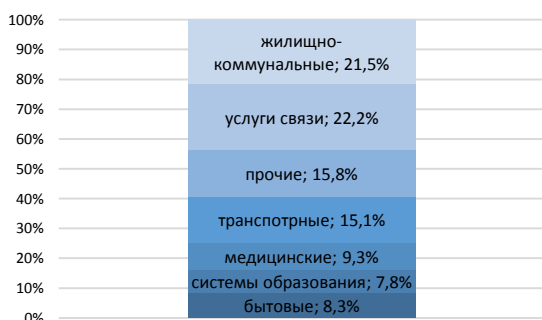 100%
90%
80%
70%
60%
50%
40%
30%
20%
10%
0%
жилищно-
коммунальные; 21,5%
услуги связи; 22,2%
прочие; 15,8%
транспотрные; 15,1%
медицинские; 9,3%
системы образования; 7,8%
бытовые; 8,3%